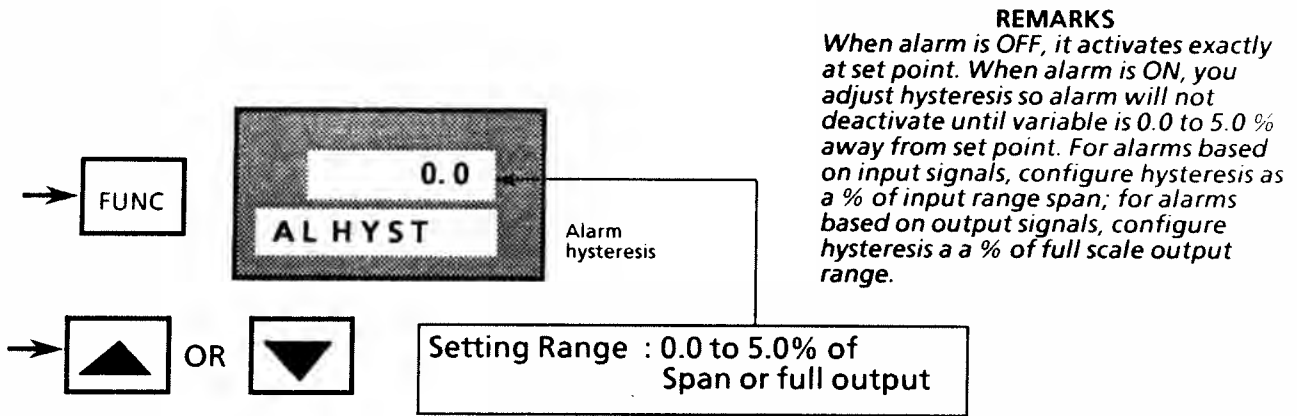 REMARKS
When alarm is OFF, it activates exactly
at set point. When alarm is ON, you
adjust hysteresis so alarm will not
deactivate until variable is 0.0 to 5.0 %
away from set point. For alarms based
on input signals, configure hysteresis as
a % of input range span; for alarms
based on output signals, configure
hysteresis a a % of full scale output
range.
FUNC
0.0
AL HYST
Alarm
hysteresis
OR
Setting Range : 0.0 to 5.0% of
Span or full output